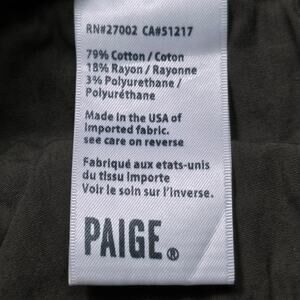 RN#27002 CA#51217
79% Cotton / Coton
18% Rayon / Rayonne
3% Polyurethane /
Polyuréthane
Made in the USA of
imported fabric.
see care on reverse
Fabriqué aux etats-unis
du tissu importe
Voir le soin sur l'inverse.
PAIGE®